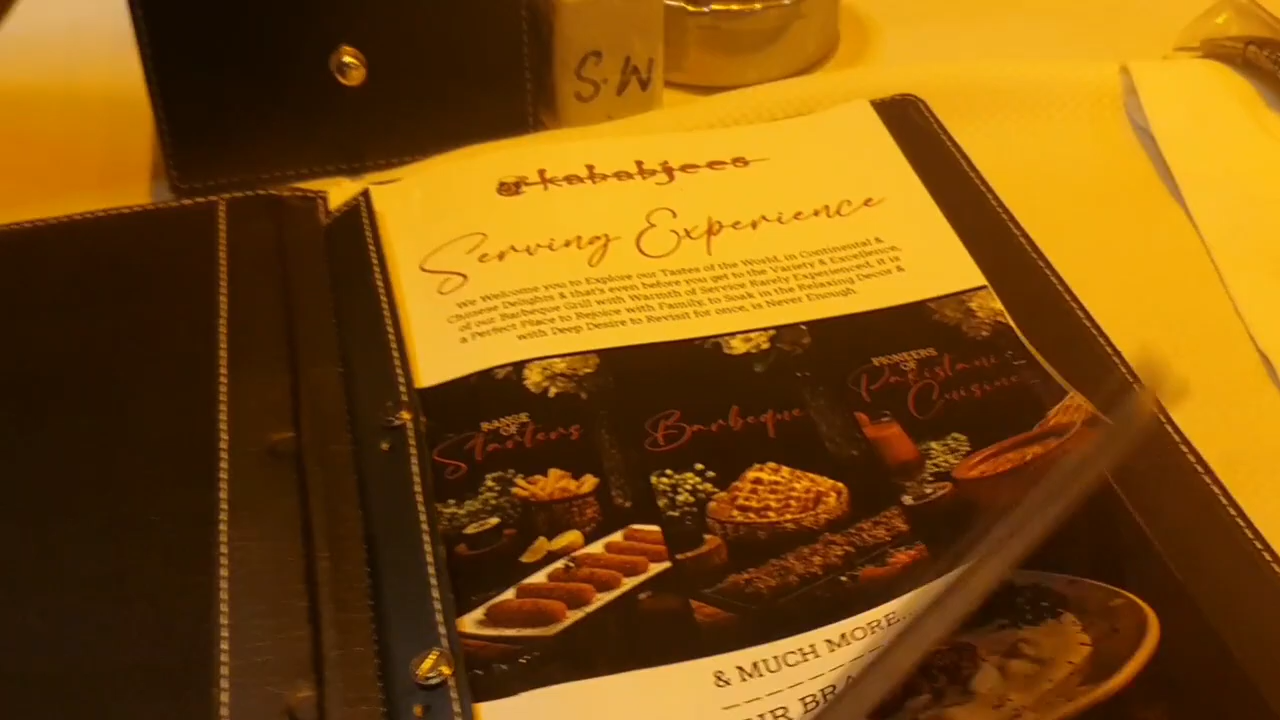 S.W
kababjees
Serving Experience
We Welcome you to Explore our Tastes of the World, in Continental &
Chinese Delights & that's even before you get to the Variety & Excellence,
of our Barbeque Grill with Warmth of Service Rarely Experienced, it is
a Perfect Place to Rejoice with Family, to Soak in the Relaxing Decor &
with Deep Desire to Revisit for once, is Never Enough.
RANGE
OF
Starters
Barbeque
OF
Pakistani
Cuisine
& MUCH MORE...